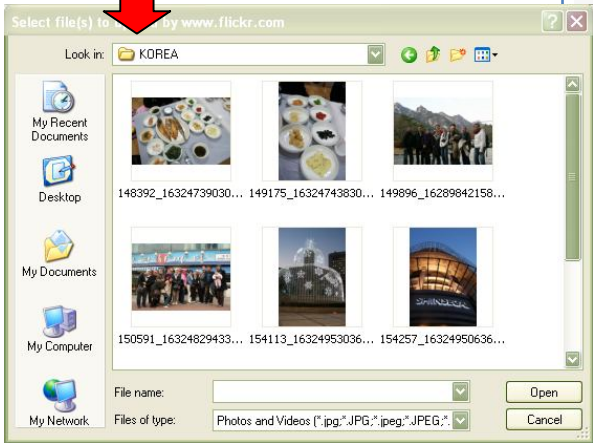 Select file(s) to by www.flickr.com
Look in: KOREA
My Recent
Documents
Desktop
My Documents
My Computer
My Network
148392_16324739030... 149175_16324743830... 149896_16289842158...
150591_16324829433... 154113_16324953036... 154257_16324950636...
File name: Open
Files of type: Photos and Videos (*.jpg;*.JPG;*.jpeg;*.JPEG;*. Cancel